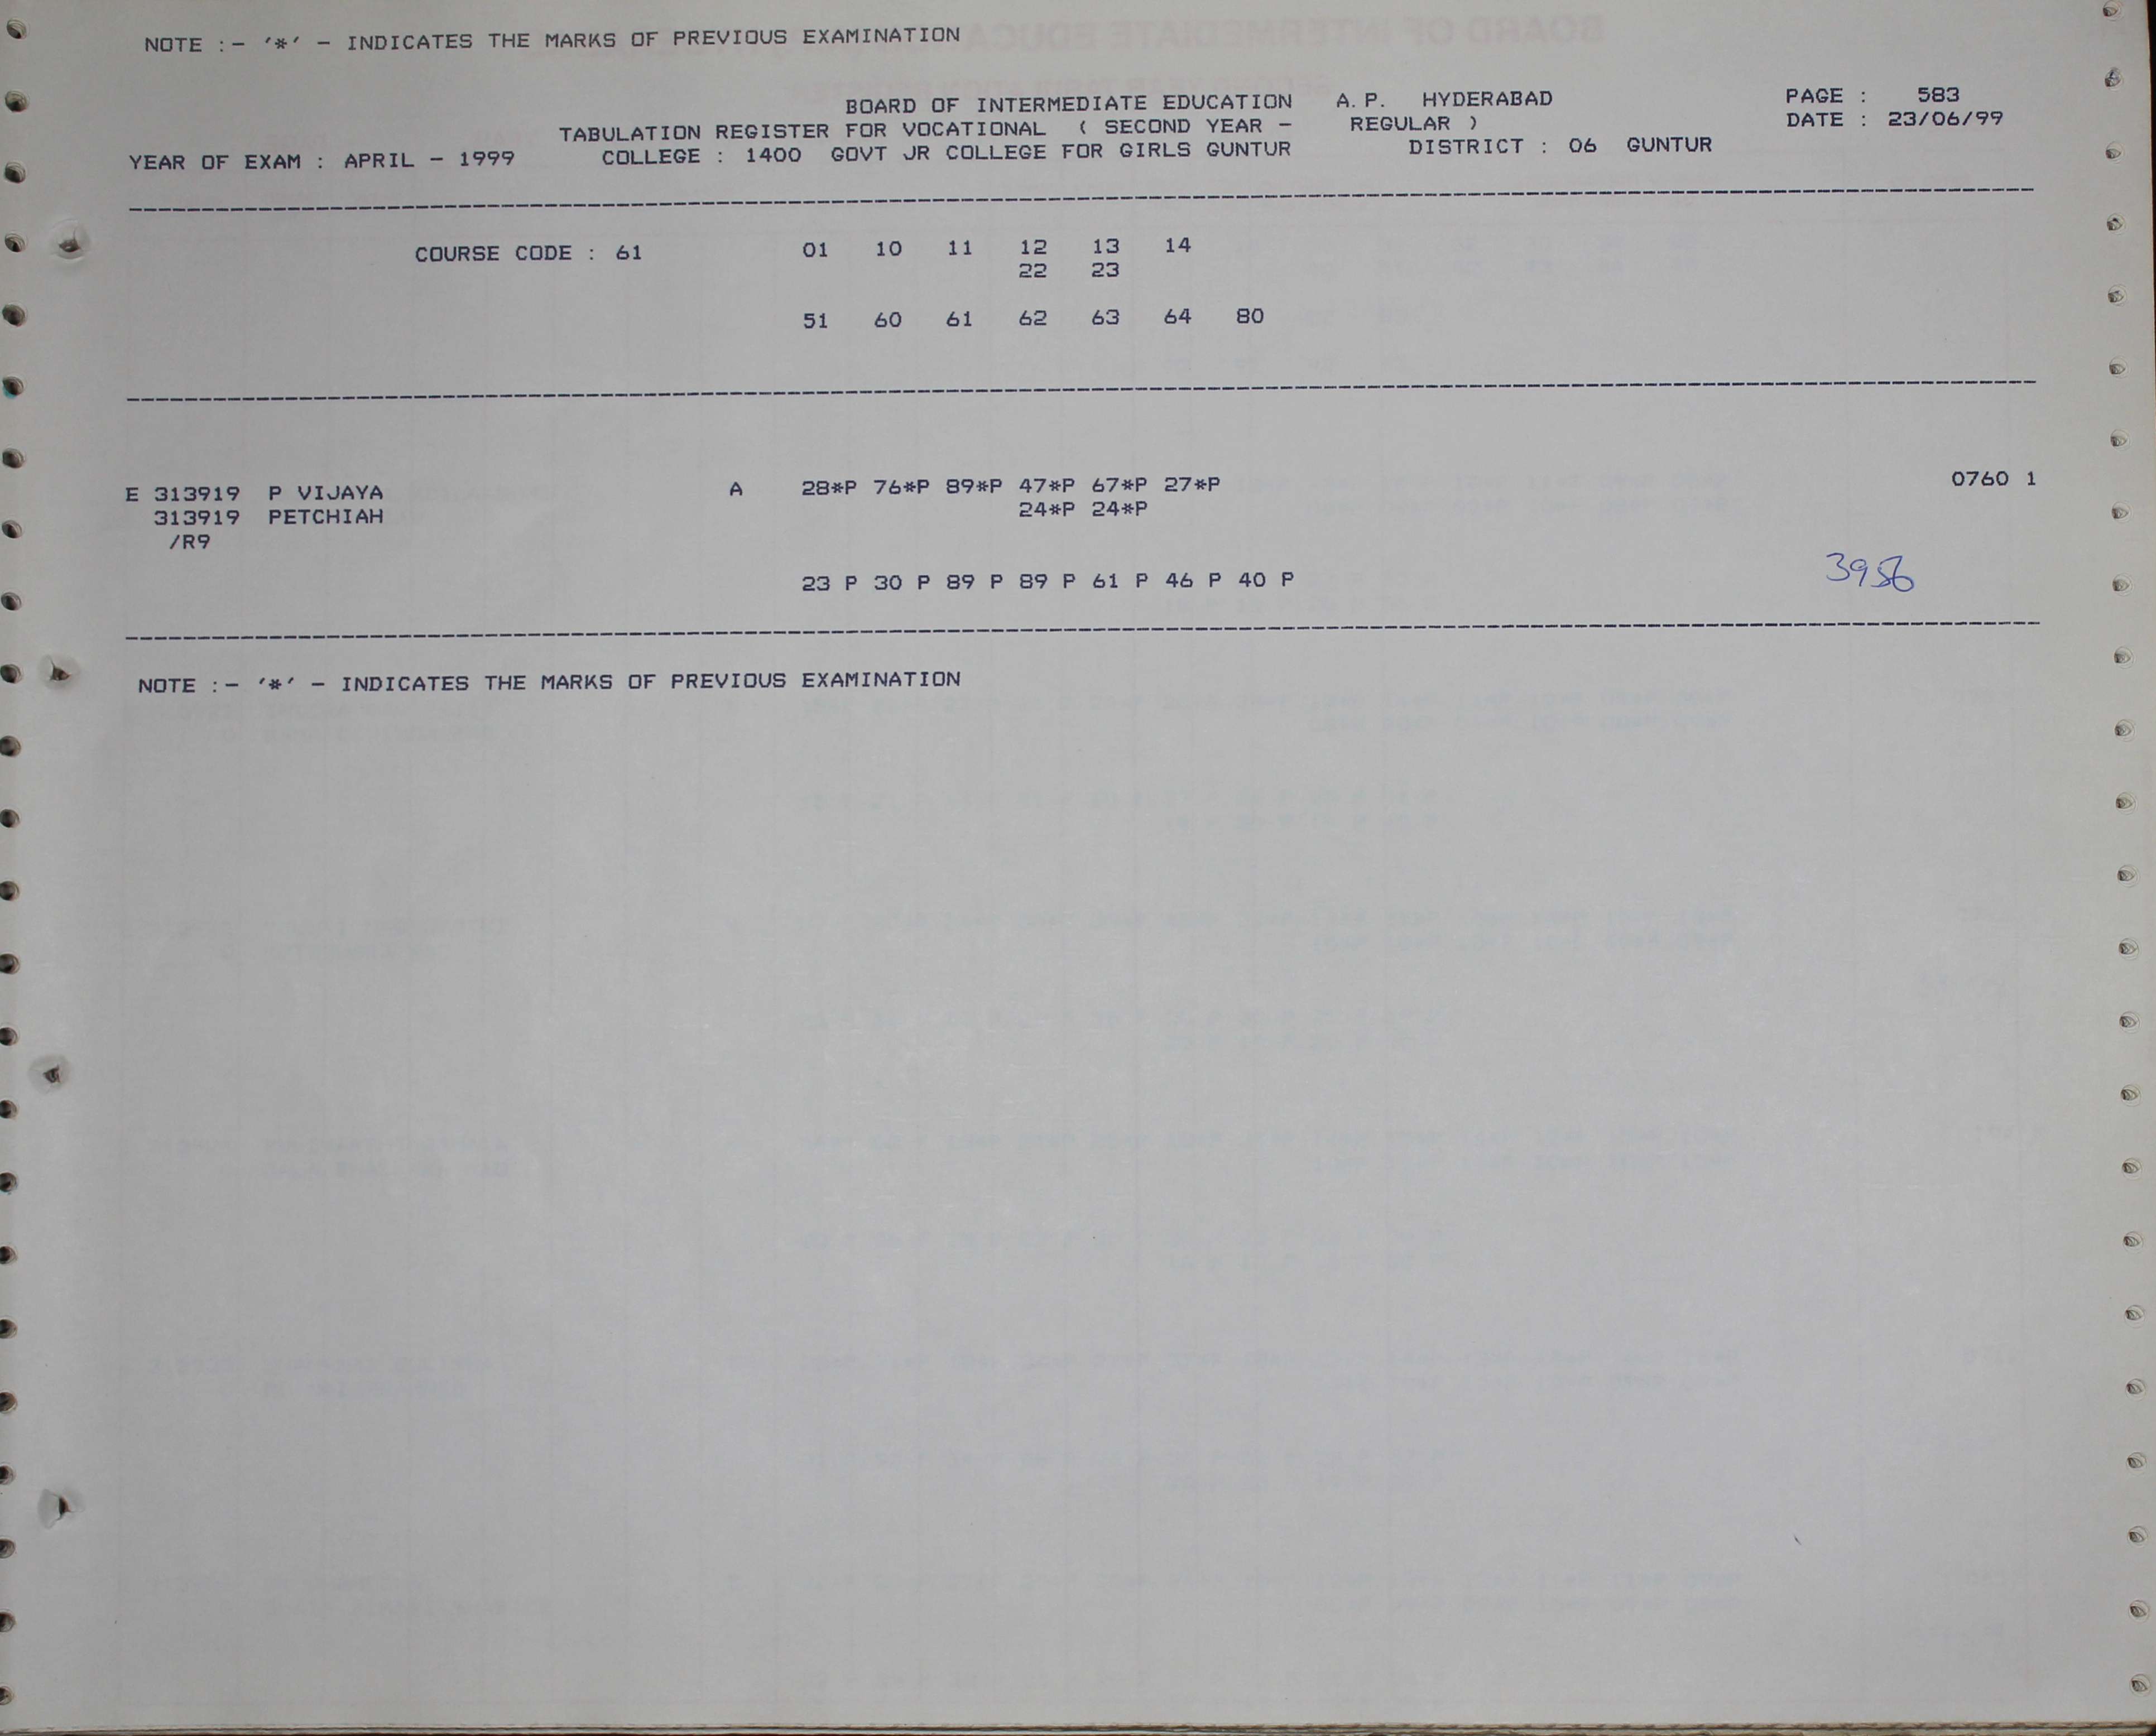 NOTE :- '*' - INDICATES THE MARKS OF PREVIOUS EXAMINATION
BOARD OF INTERMEDIATE EDUCATION A.P. HYDERABAD PAGE : 583
TABULATION REGISTER FOR VOCATIONAL ( SECOND YEAR - REGULAR ) DATE : 23/06/99
YEAR OF EXAM : APRIL - 1999 COLLEGE : 1400 GOVT JR COLLEGE FOR GIRLS GUNTUR DISTRICT : 06 GUNTUR
COURSE CODE : 61 01 10 11 12 13 14
22 23
51 60 61 62 63 64 80
E 313919 P VIJAYA A 28*P 76*P 89*P 47*P 67*P 27*P 0760 1
313919 PETCHIAH 24*P 24*P
/R9
23 P 30 P 89 P 89 P 61 P 46 P 40 P
NOTE :- '*' - INDICATES THE MARKS OF PREVIOUS EXAMINATION